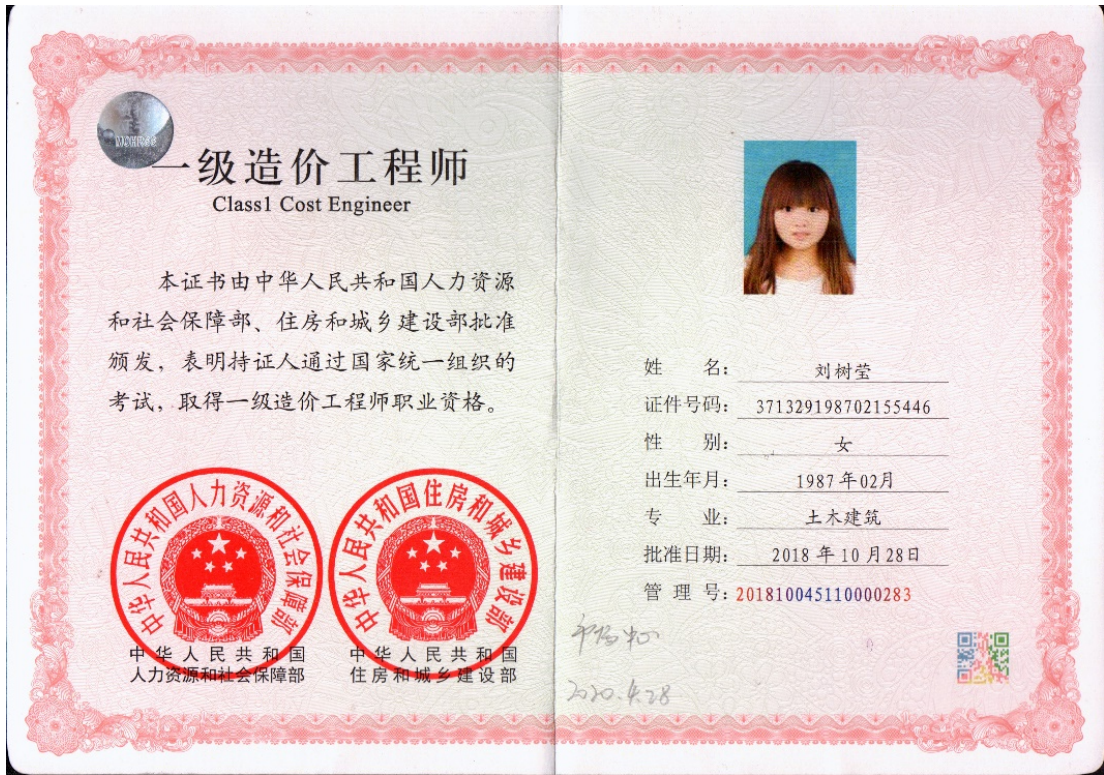 一级造价工程师
Class1 Cost Engineer
本证书由中华人民共和国人力资源
和社会保障部、住房和城乡建设部批准
颁发，表明持证人通过国家统一组织的
考试，取得一级造价工程师职业资格。
中华人民共和国人力资源和社会保障部
中华人民共和国住房和城乡建设部
中华人民共和国
人力资源和社会保障部
中华人民共和国
住房和城乡建设部
姓名：刘树莹
证件号码：371329198702155446
性别：女
出生年月：1987年02月
专业：土木建筑
批准日期：2018年10月28日
管理号：201810045110000283
2020.4.28